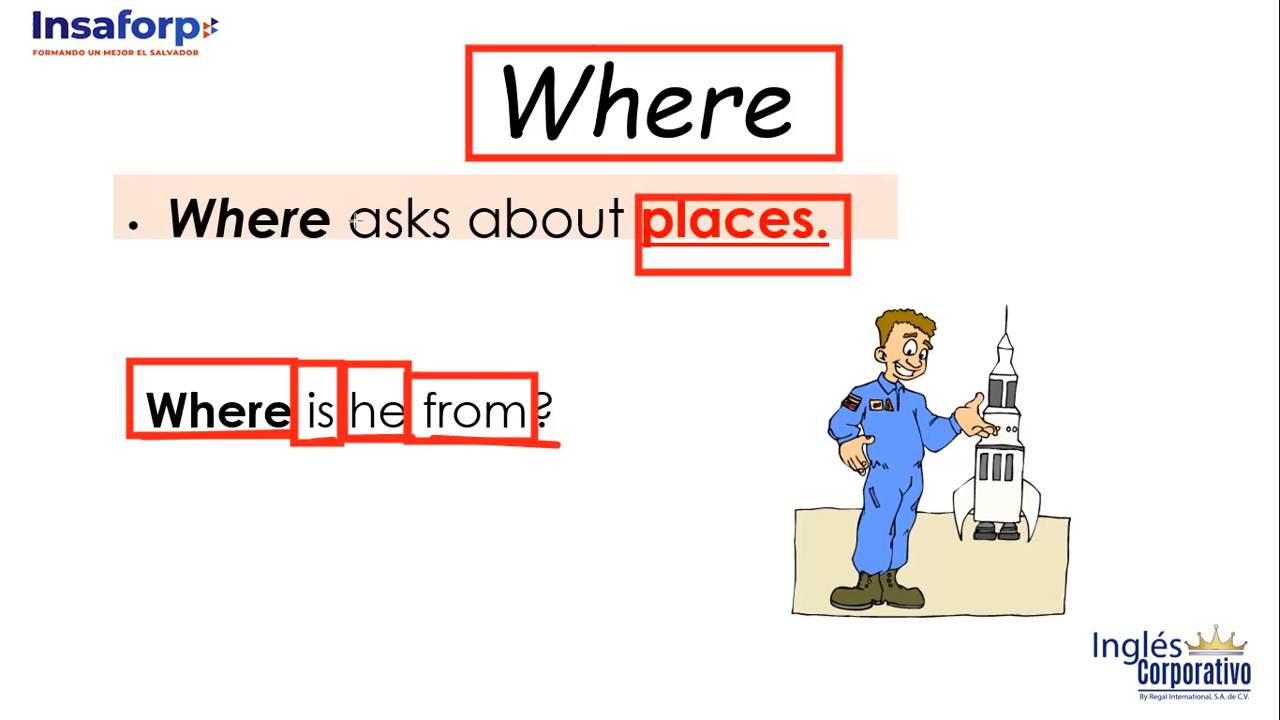 Insaforp
FORMANDO UN MEJOR EL SALVADOR
Where
• Where asks about places.
Where is he from?
Inglés
Corporativo
By Regal International, S.A. de C.V.